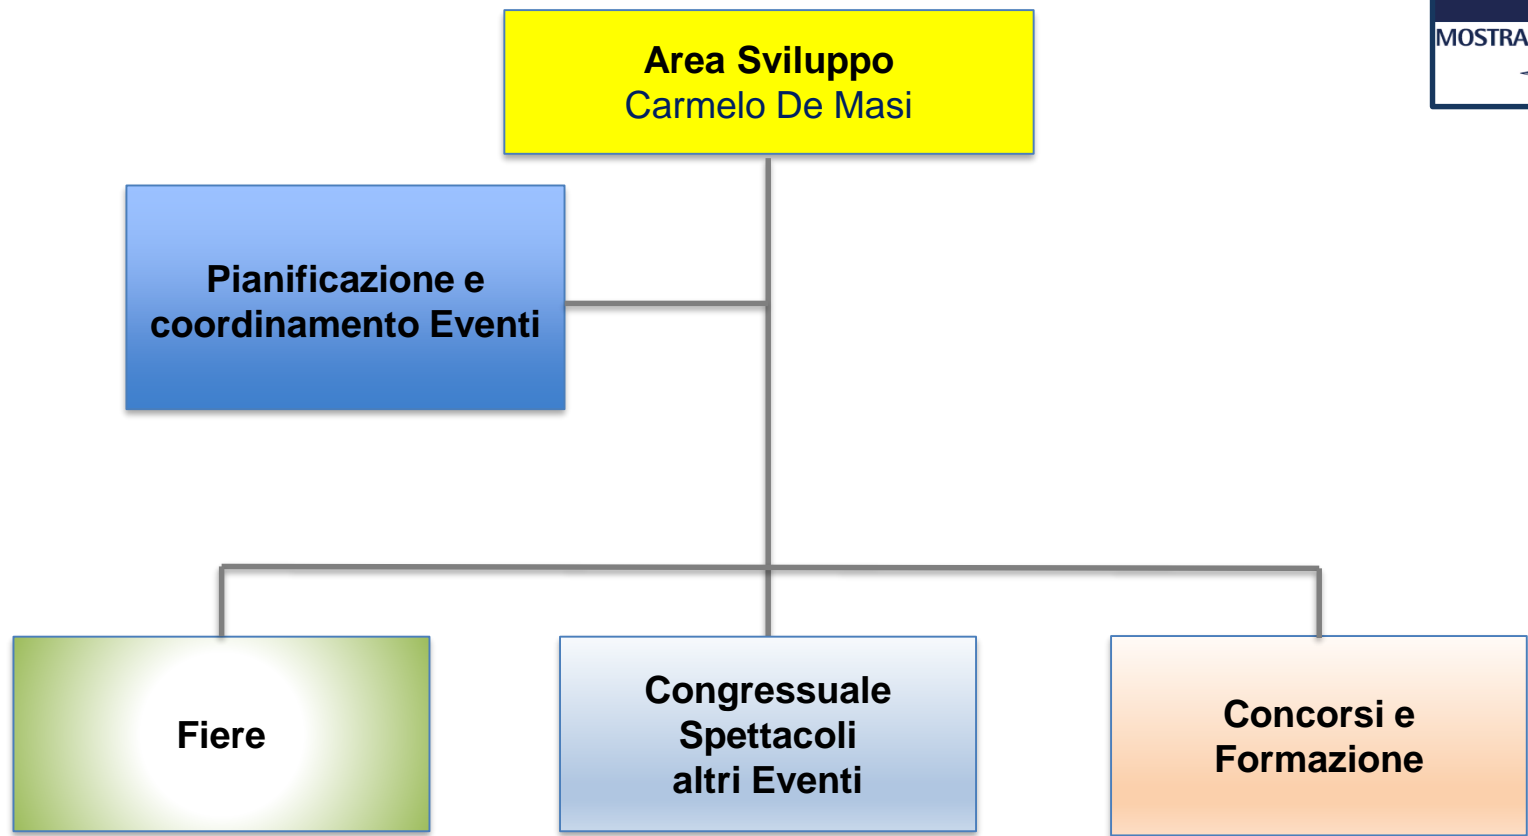 Area Sviluppo
Carmelo De Masi
MOSTRA
Pianificazione e
coordinamento Eventi
Fiere
Congressuale
Spettacoli
altri Eventi
Concorsi e
Formazione